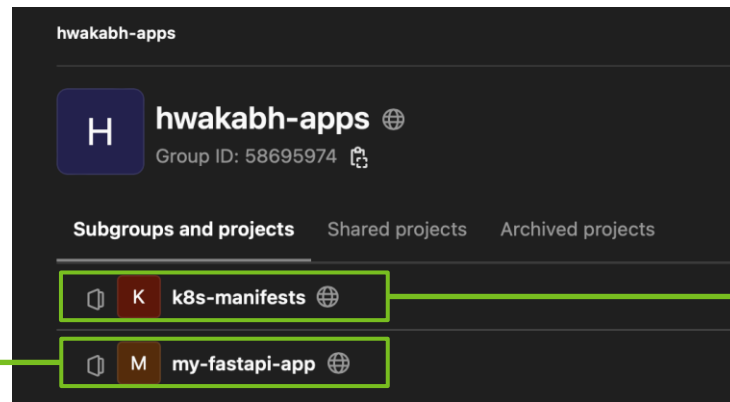 hwakabh-apps
H
hwakabh-apps
Group ID: 58695974
Subgroups and projects Shared projects Archived projects
K k8s-manifests
M my-fastapi-app